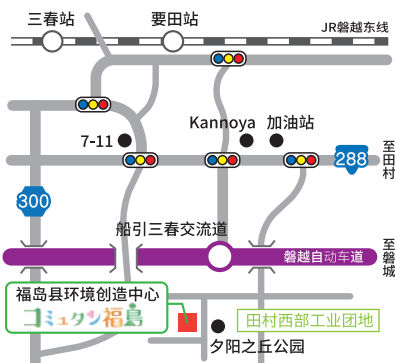 三春站
要田站
JR磐越东线
Kannoya
加油站
7-11
288
至田村
300
船引三春交流道
磐越自动车道
至磐城
福岛县环境创造中心
コミュタン福島
田村西部工业团地
夕阳之丘公园